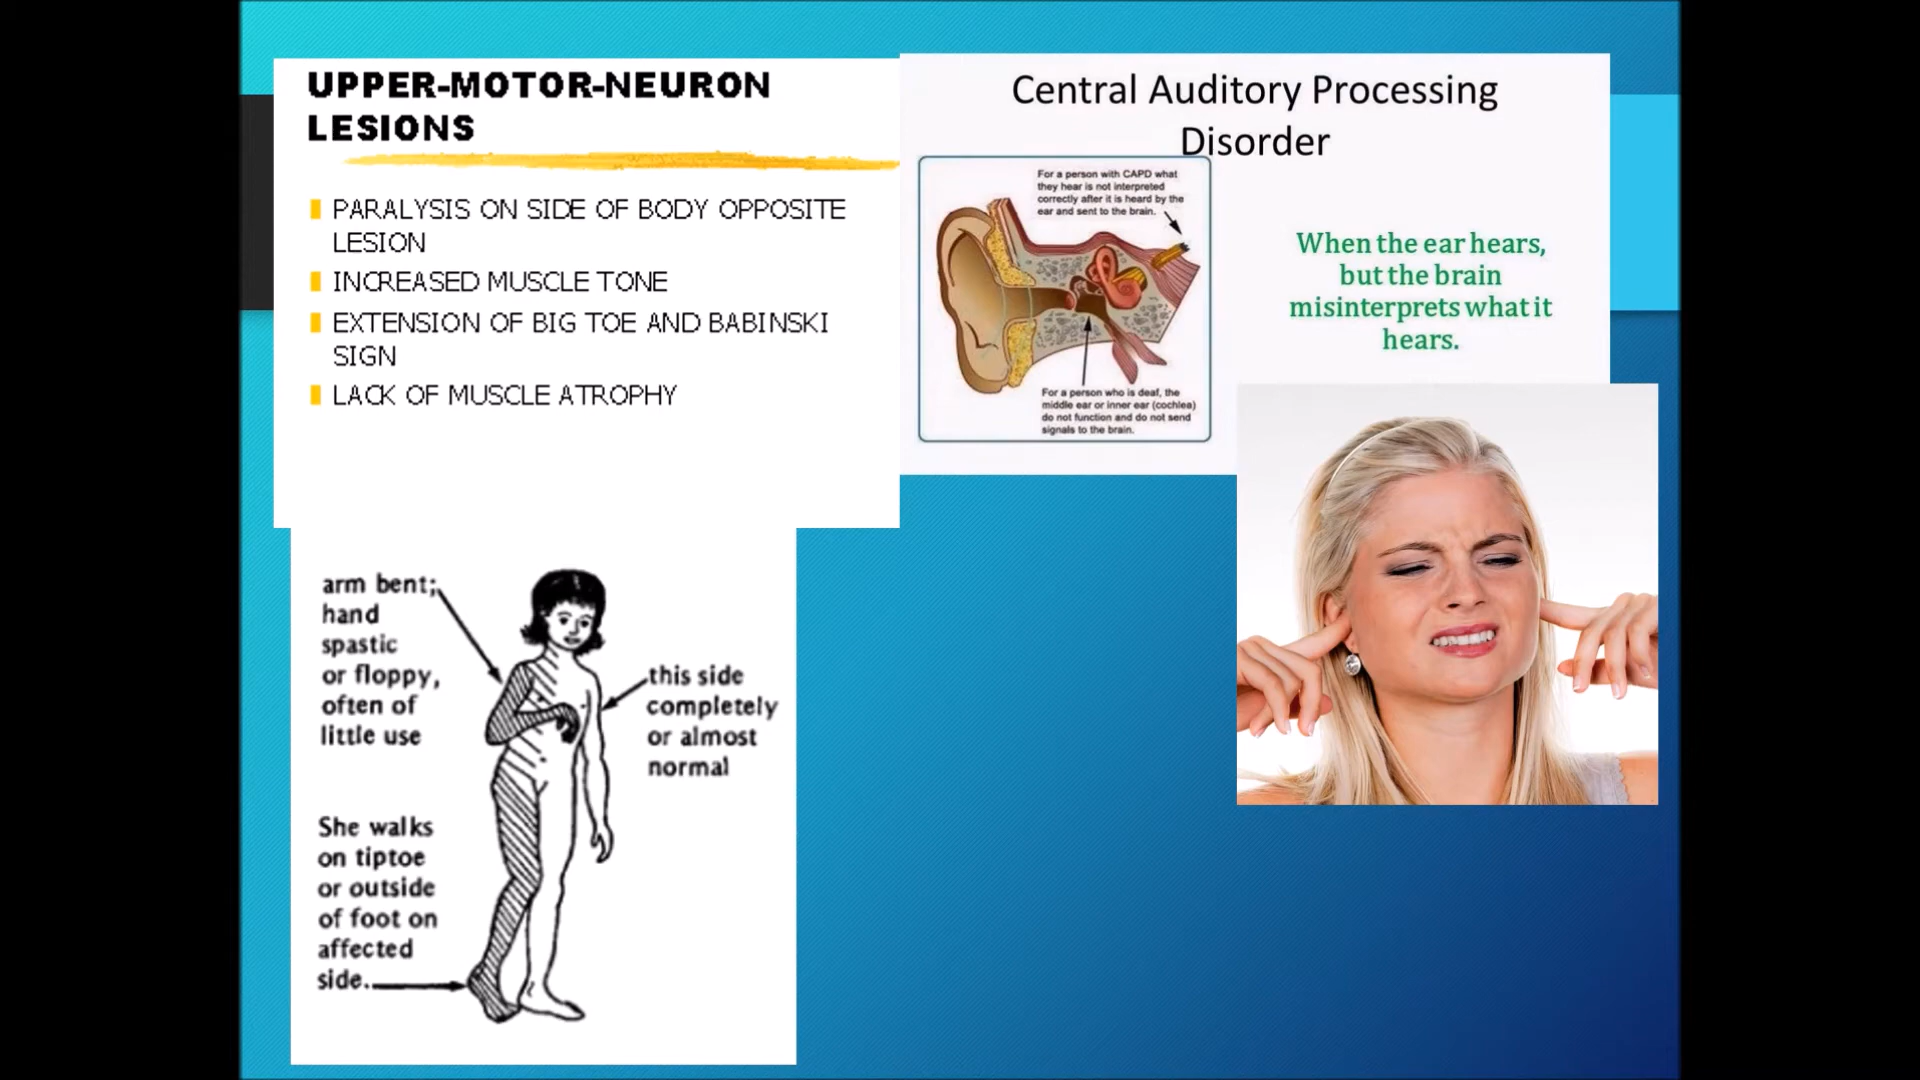 UPPER-MOTOR-NEURON
LESIONS
PARALYSIS ON SIDE OF BODY OPPOSITE
LESION
INCREASED MUSCLE TONE
EXTENSION OF BIG TOE AND BABINSKI
SIGN
LACK OF MUSCLE ATROPHY
Central Auditory Processing
Disorder
For a person with CAPD what
they hear is not interpreted
correctly after it is heard by the
ear and sent to the brain.
For a person who is deaf, the
middle ear or inner ear (cochlea)
do not function and do not send
signals to the brain.
When the ear hears,
but the brain
misinterprets what it
hears.
arm bent;
hand
spastic
or floppy,
often of
little use
this side
completely
or almost
normal
She walks
on tiptoe
or outside
of foot on
affected
side.